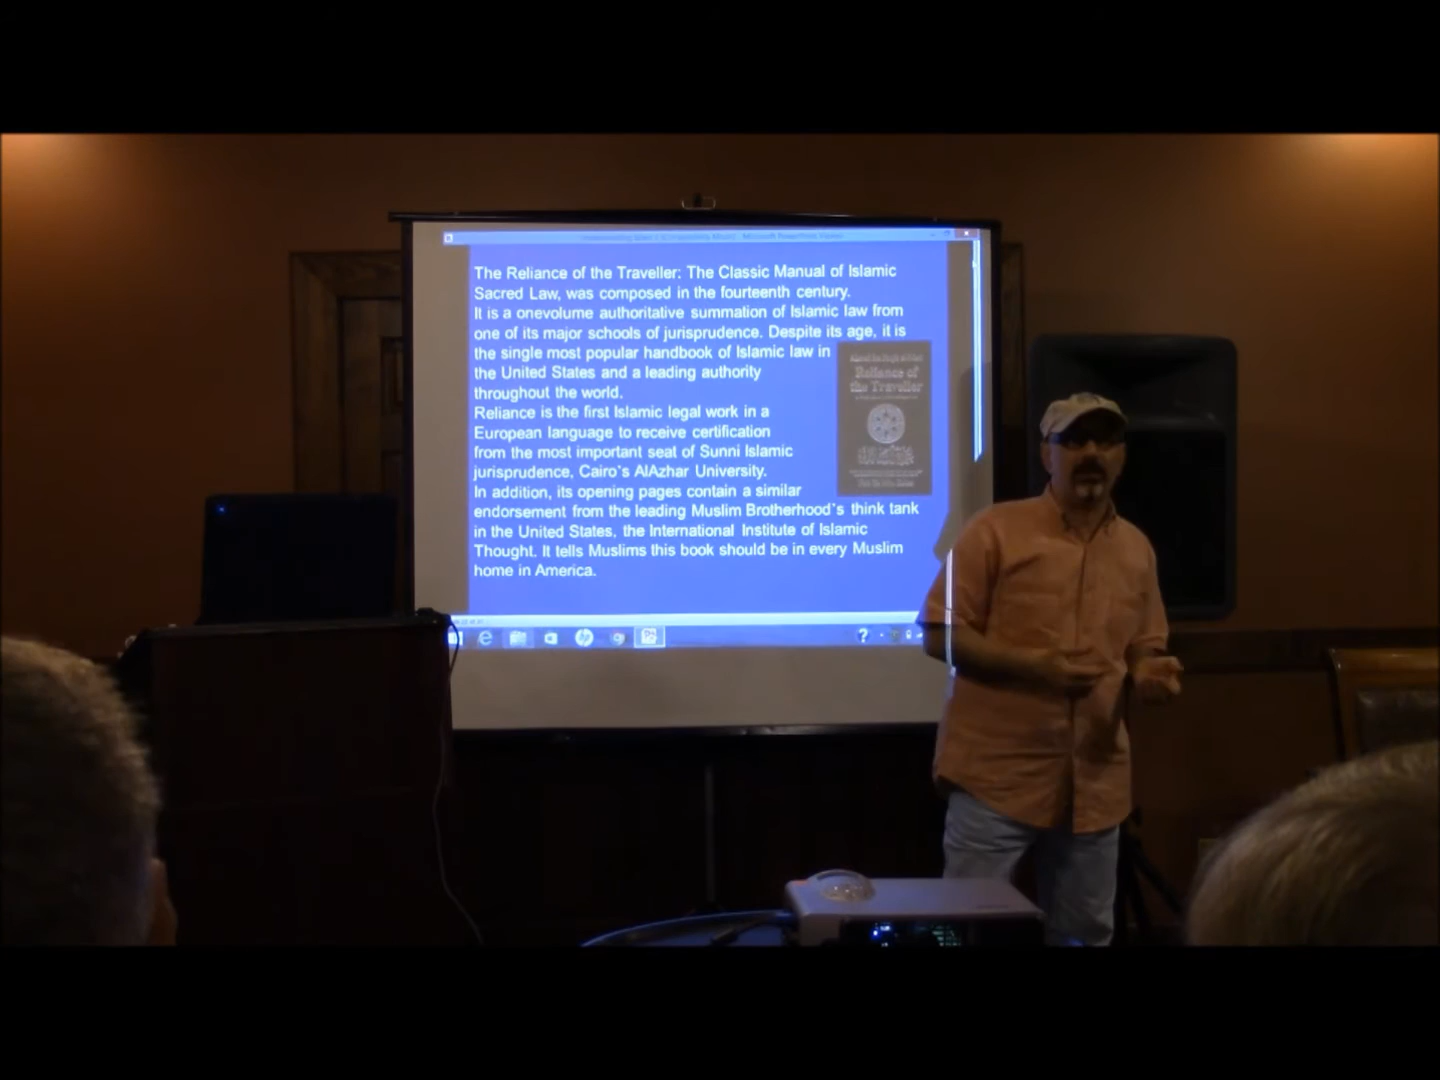 The Reliance of the Traveller: The Classic Manual of Islamic
Sacred Law, was composed in the fourteenth century.
It is a onevolume authoritative summation of Islamic law from
one of its major schools of jurisprudence. Despite its age, it is
the single most popular handbook of Islamic law in
the United States and a leading authority
throughout the world.
Reliance is the first Islamic legal work in a
European language to receive certification
from the most important seat of Sunni Islamic
jurisprudence, Cairo's AlAzhar University.
In addition, its opening pages contain a similar
endorsement from the leading Muslim Brotherhood's think tank
in the United States, the International Institute of Islamic
Thought. It tells Muslims this book should be in every Muslim
home in America.
Reliance of
the Traveller